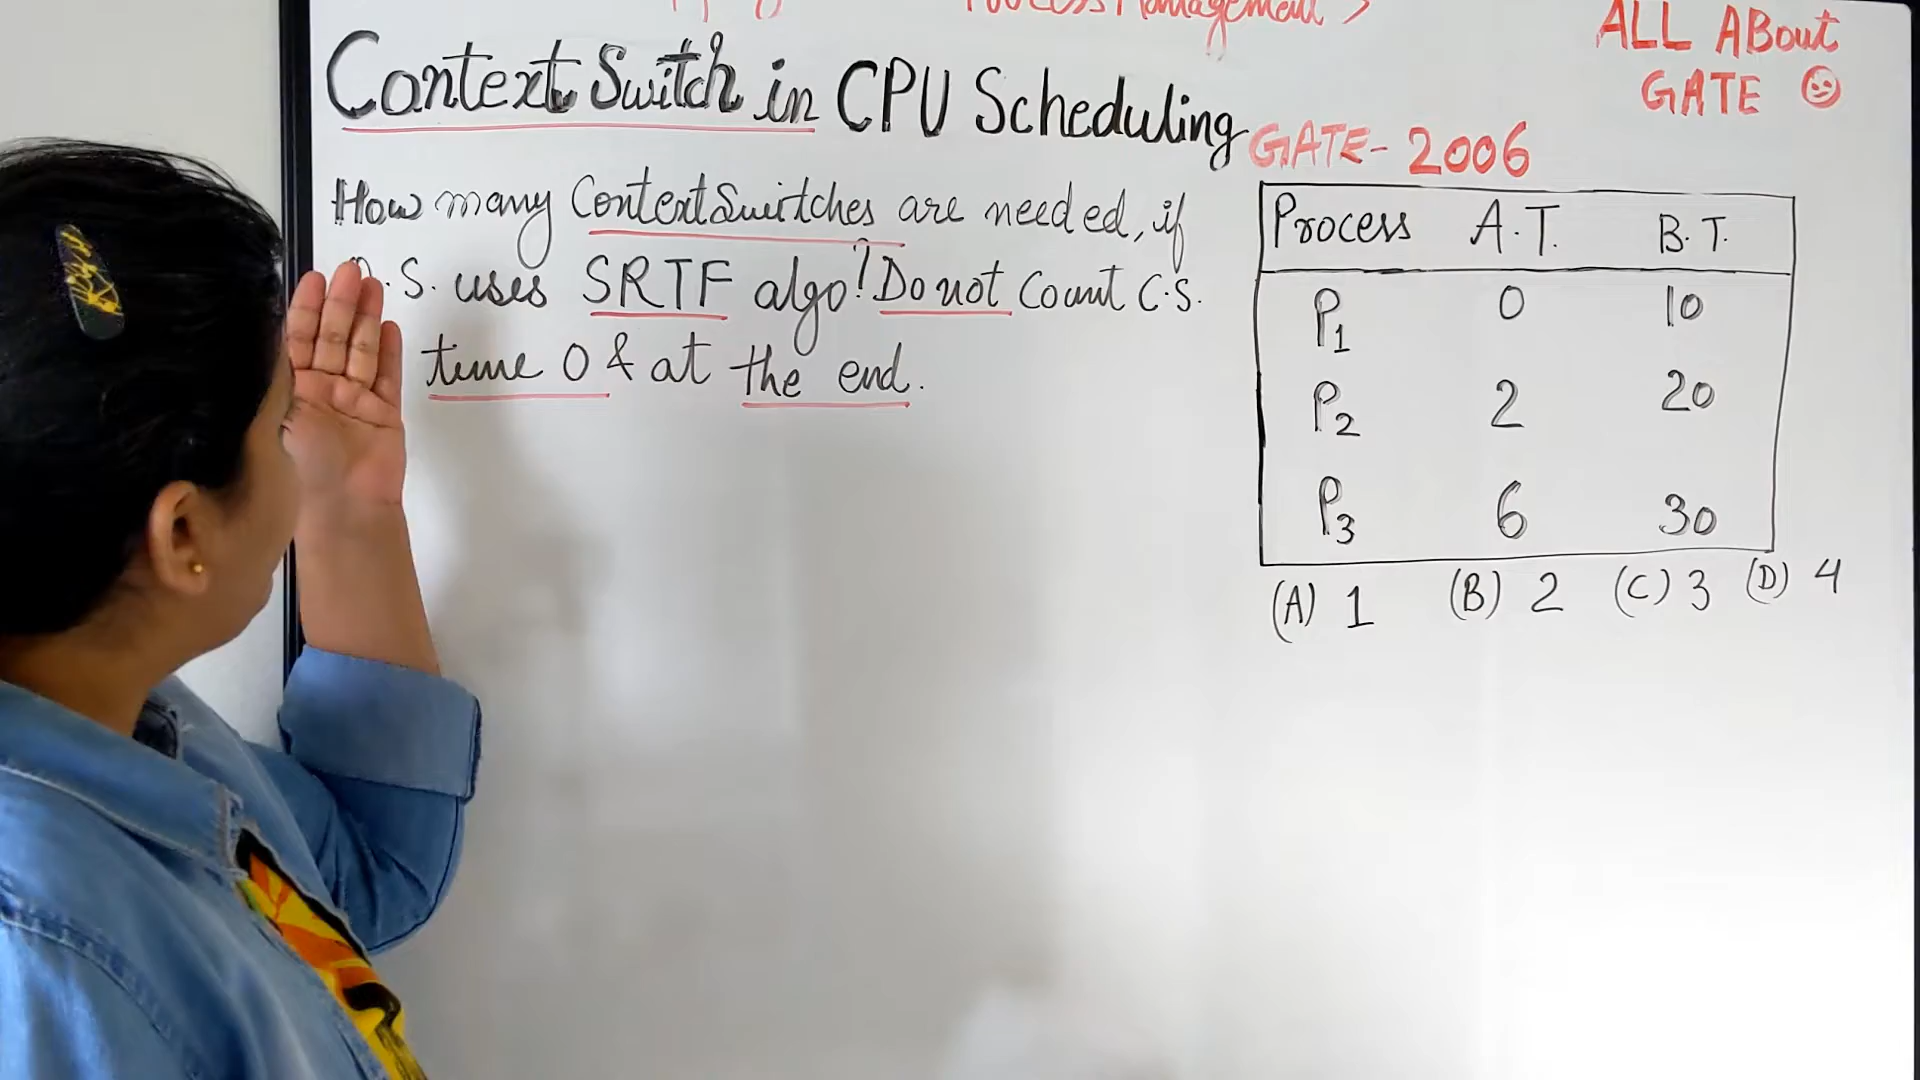 Process Management >
ALL ABout
GATE
Context Switch in CPU Scheduling
GATE- 2006
How many Context Switches are needed, if
.S. uses SRTF algo? Do not Count C.S.
time 0 & at the end.
Process A.T. B.T.
P1 0 10
P2 2 20
P3 6 30
(A) 1 (B) 2 (C) 3 (D) 4